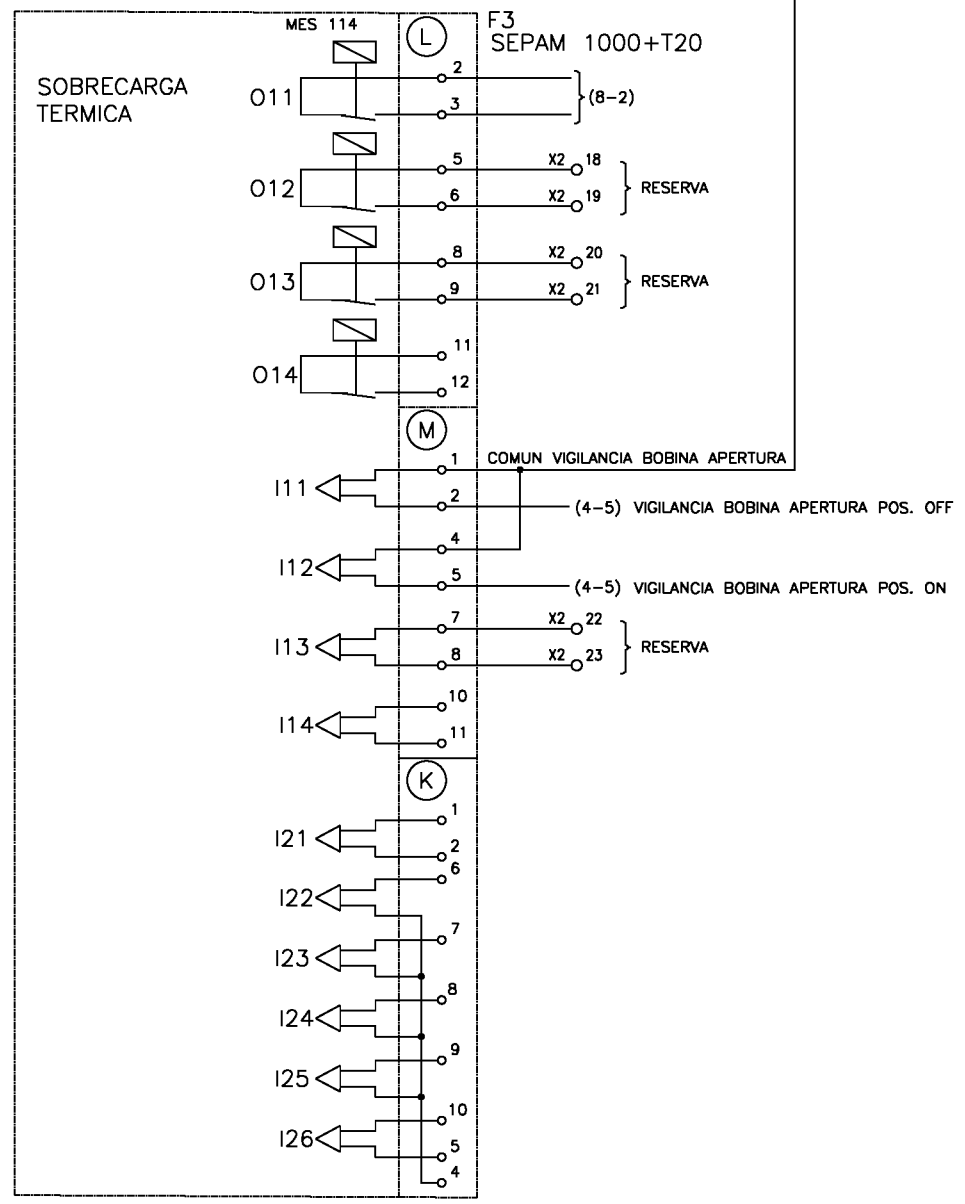 MES 114
L
F3
SEPAM 1000+T20
SOBRECARGA
TERMICA
O11
2
3
(8-2)
O12
5
6
X2 18
X2 19
RESERVA
O13
8
9
X2 20
X2 21
RESERVA
O14
11
12
M
I11
1
COMUN VIGILANCIA BOBINA APERTURA
2
(4-5) VIGILANCIA BOBINA APERTURA POS. OFF
I12
4
5
(4-5) VIGILANCIA BOBINA APERTURA POS. ON
I13
7
8
X2 22
X2 23
RESERVA
I14
10
11
K
I21
1
2
I22
6
I23
7
I24
8
I25
9
I26
10
5
4